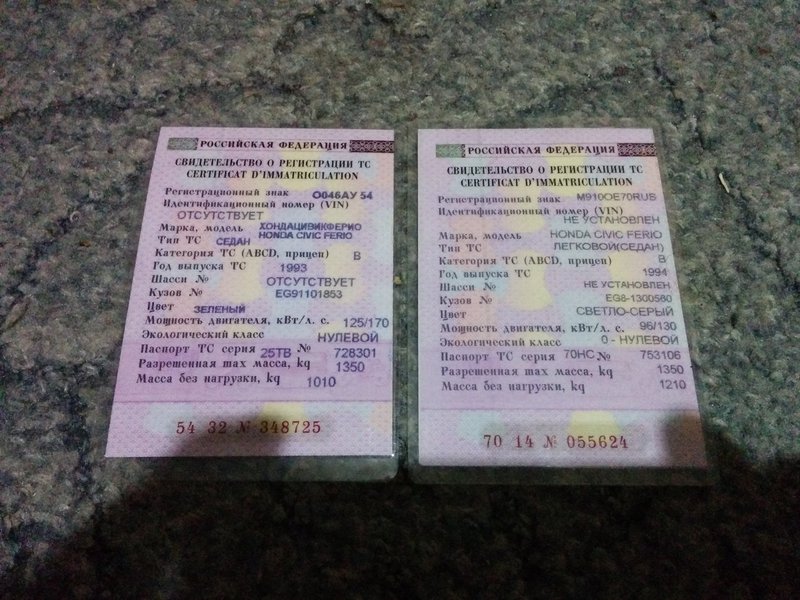 РОССИЙСКАЯ ФЕДЕРАЦИЯ
СВИДЕТЕЛЬСТВО О РЕГИСТРАЦИИ ТС
CERTIFICAT D'IMMATRICULATION
Регистрационный знак О046АУ 54
Идентификационный номер (VIN)
ОТСУТСТВУЕТ
Марка, модель ХОНДАЦИВИКФЕРИО
HONDA CIVIC FERIO
Тип ТС СЕДАН
Категория ТС (ABCD, прицеп) B
Год выпуска ТС 1993
Шасси № ОТСУТСТВУЕТ
Кузов № EG91101853
Цвет ЗЕЛЕНЫЙ
Мощность двигателя, кВт/л. с. 125/170
Экологический класс НУЛЕВОЙ
Паспорт ТС серия 25ТВ № 728301
Разрешенная max масса, kg 1350
Масса без нагрузки, kg 1010
54 32 № 348725
РОССИЙСКАЯ ФЕДЕРАЦИЯ
СВИДЕТЕЛЬСТВО О РЕГИСТРАЦИИ ТС
CERTIFICAT D'IMMATRICULATION
Регистрационный знак М910ОЕ70RUS
Идентификационный номер (VIN)
НЕ УСТАНОВЛЕН
Марка, модель HONDA CIVIC FERIO
Тип ТС ЛЕГКОВОЙ(СЕДАН)
Категория ТС (ABCD, прицеп) B
Год выпуска ТС 1994
Шасси № НЕ УСТАНОВЛЕН
Кузов № EG8-1300560
Цвет СВЕТЛО-СЕРЫЙ
Мощность двигателя, кВт/л. с. 96/130
Экологический класс 0 - НУЛЕВОЙ
Паспорт ТС серия 70НС № 753106
Разрешенная max масса, kg 1350
Масса без нагрузки, kg 1210
70 14 № 055624